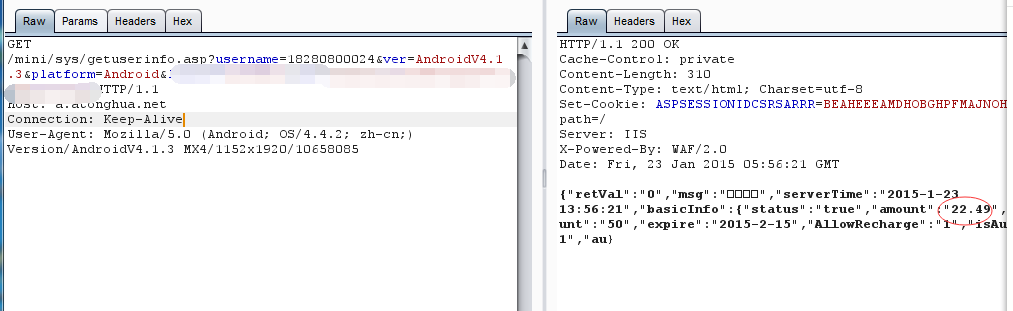 Raw Params Headers Hex
GET
/mini/sys/getuserinfo.asp?username=18280800024&ver=AndroidV4.1
.3&platform=Android&
HTTP/1.1
Host: a.atonghua.net
Connection: Keep-Alive
User-Agent: Mozilla/5.0 (Android; OS/4.4.2; zh-cn;)
Version/AndroidV4.1.3 MX4/1152x1920/10658085
Raw Headers Hex
HTTP/1.1 200 OK
Cache-Control: private
Content-Length: 310
Content-Type: text/html; Charset=utf-8
Set-Cookie: ASPSESSIONIDCSRSARRR=BEAHEEEAMDHOBGHPFMAJNOH
path=/
Server: IIS
X-Powered-By: WAF/2.0
Date: Fri, 23 Jan 2015 05:56:21 GMT
{"retVal":"0","msg":"□□□□","serverTime":"2015-1-23
13:56:21","basicInfo":{"status":"true","amount":"22.49",
unt":"50","expire":"2015-2-15","AllowRecharge":"1","isAu
1","au}